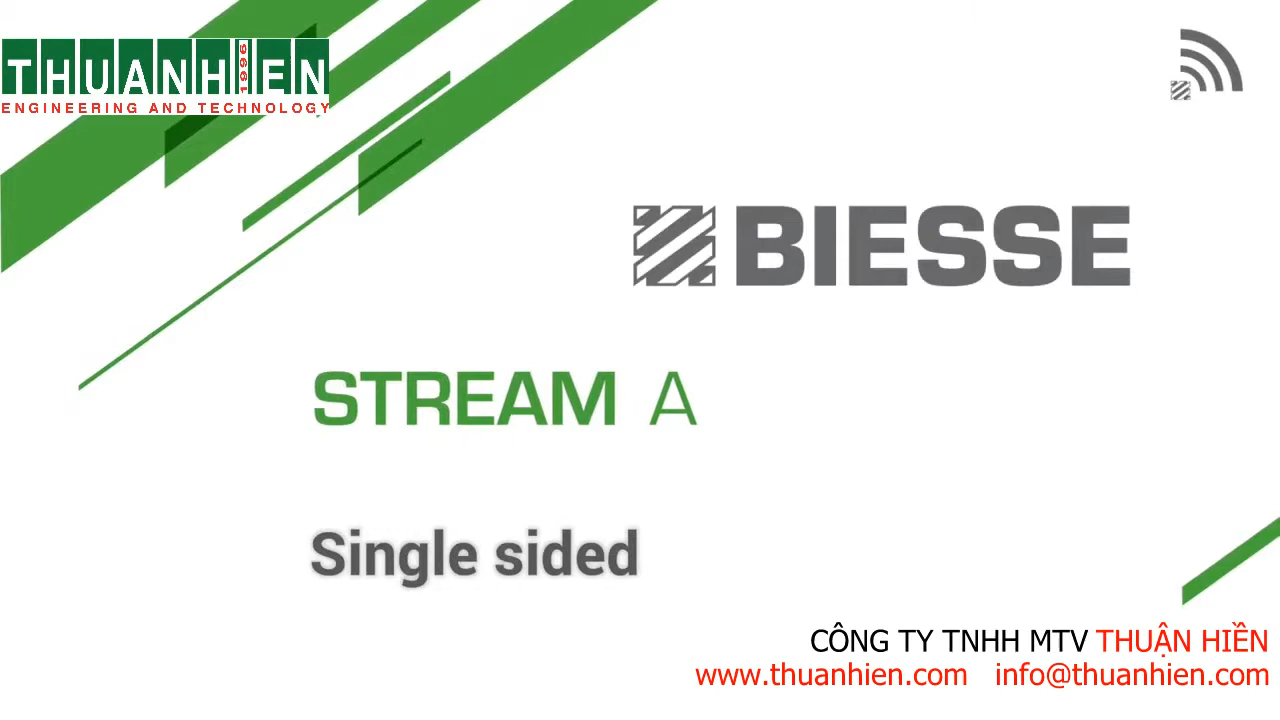 THUANHIEN
1996
ENGINEERING AND TECHNOLOGY
BIESSE
STREAM A
Single sided
CÔNG TY TNHH MTV THUẬN HIỀN
www.thuanhien.com info@thuanhien.com